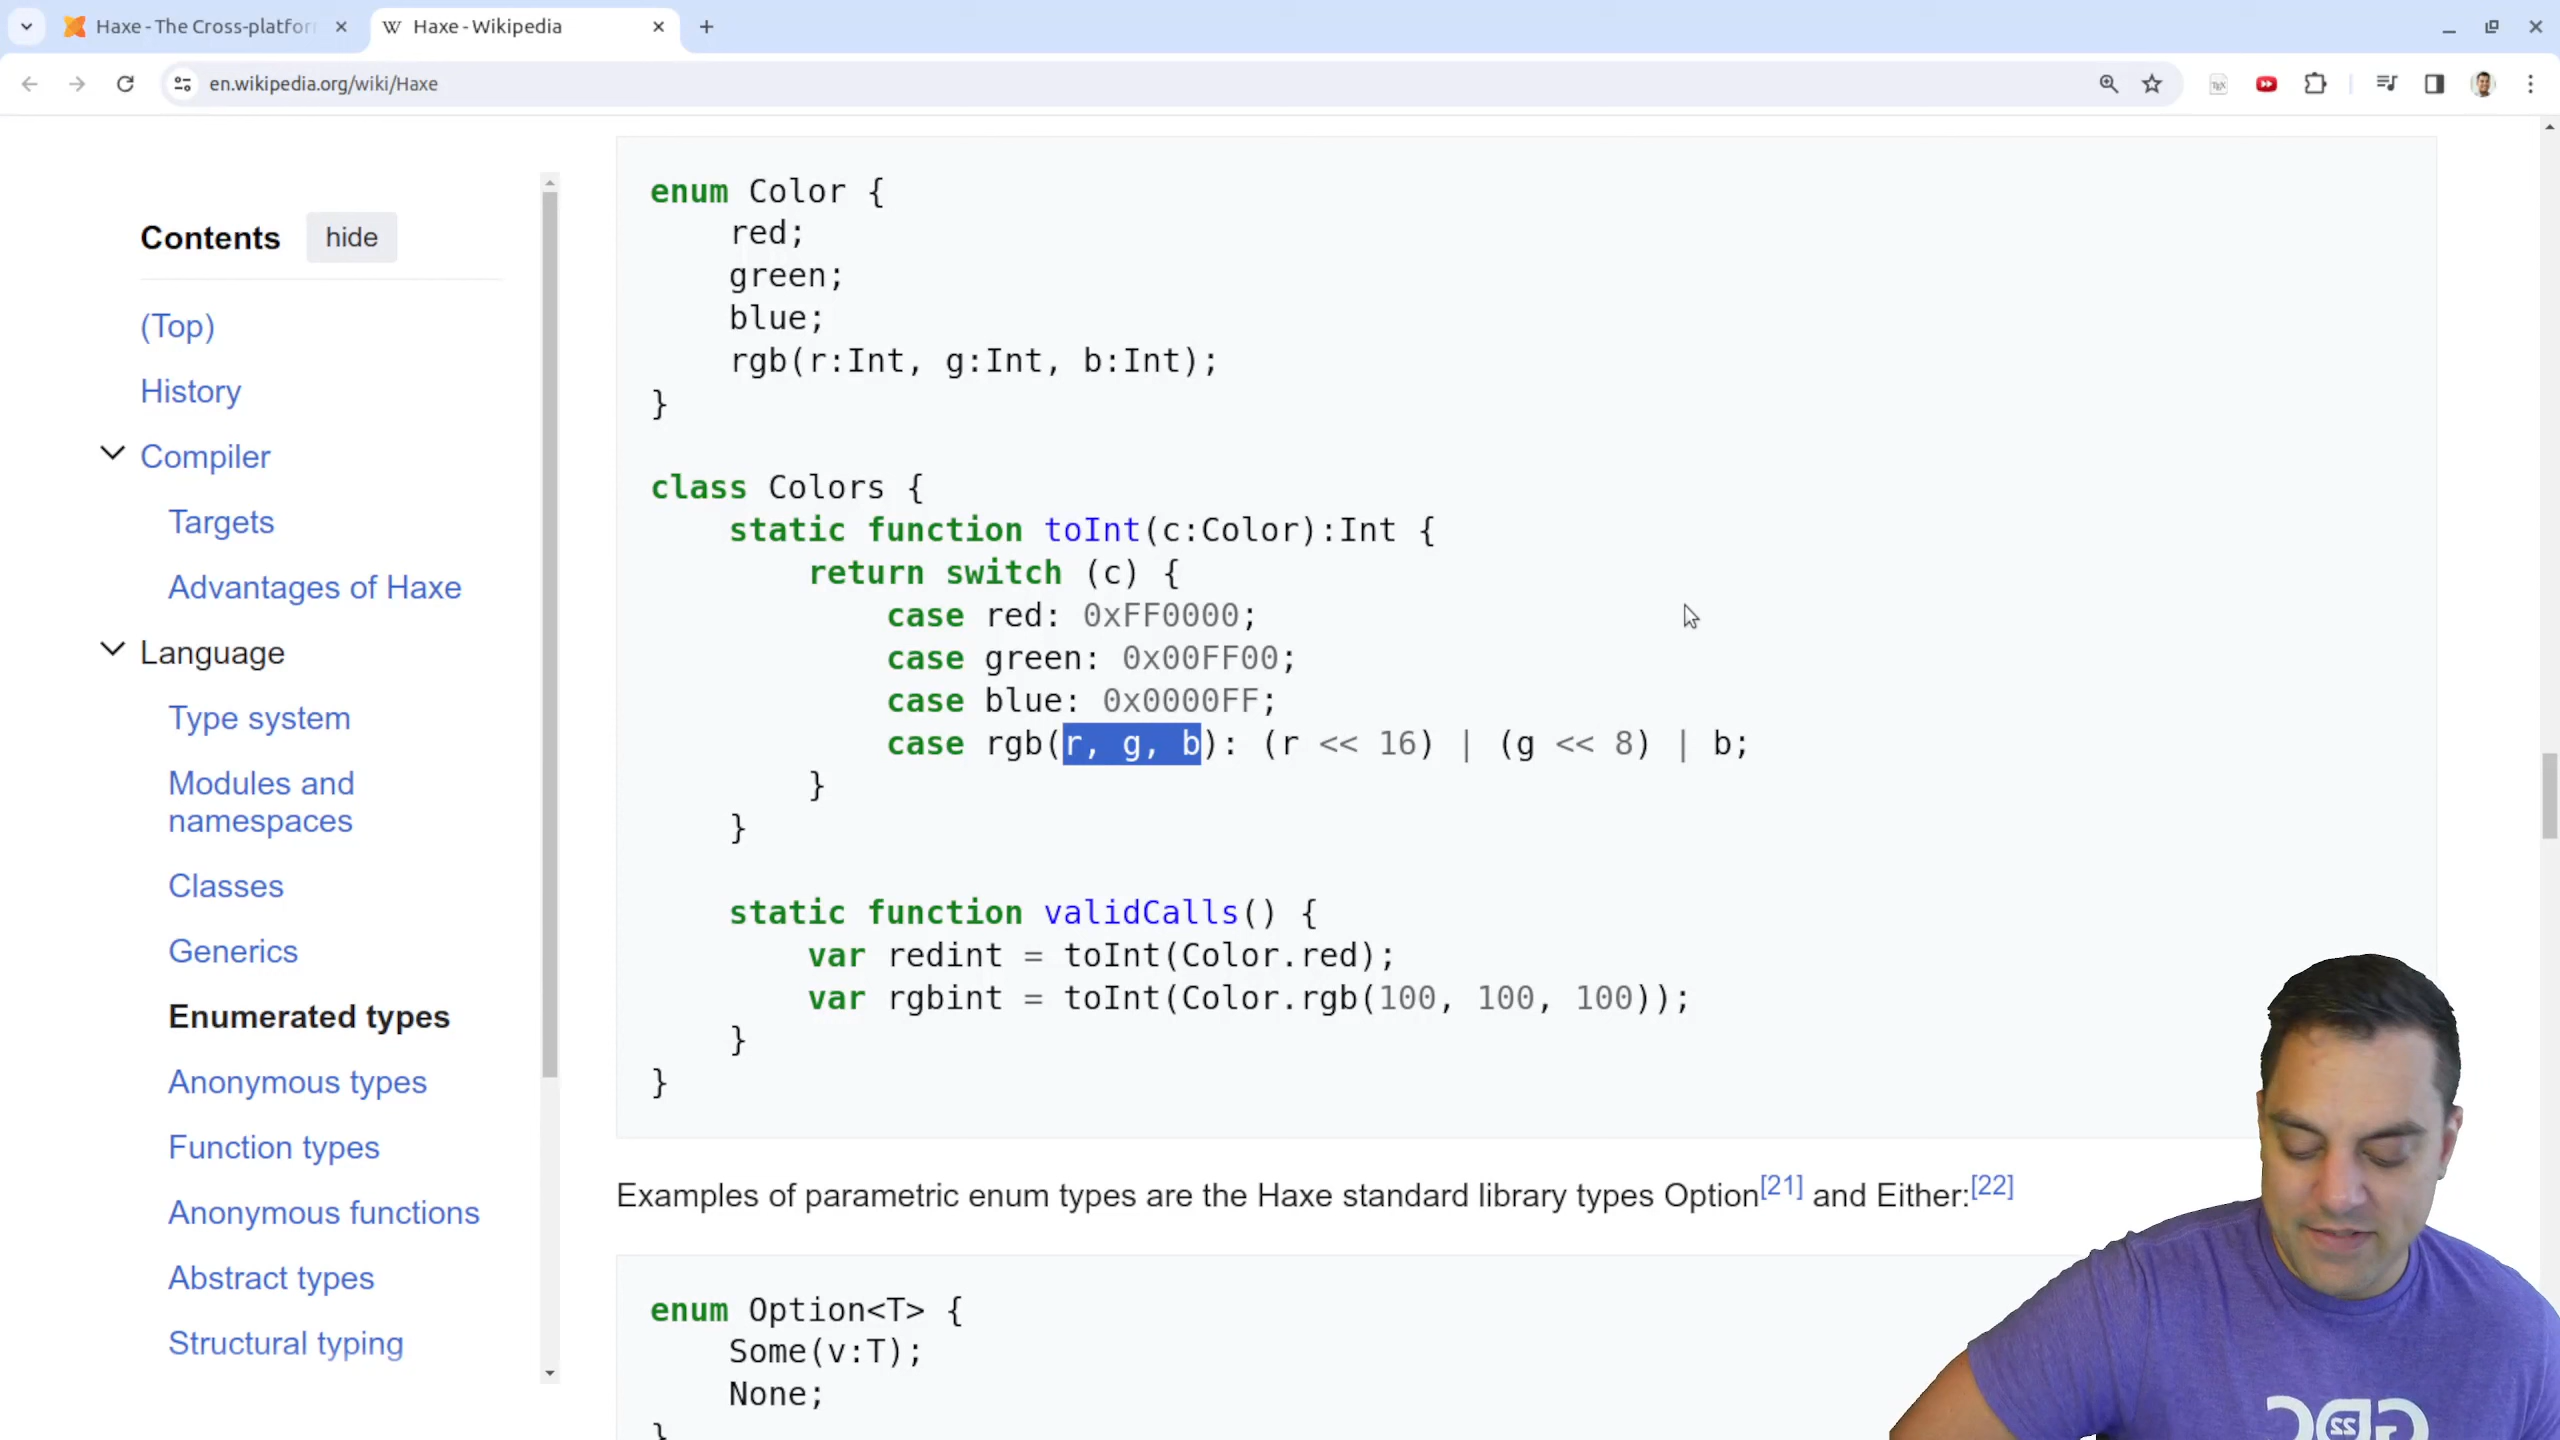 Haxe - The Cross-platfor
Haxe - Wikipedia
en.wikipedia.org/wiki/Haxe
Contents
hide
(Top)
History
Compiler
Targets
Advantages of Haxe
Language
Type system
Modules and
namespaces
Classes
Generics
Enumerated types
Anonymous types
Function types
Anonymous functions
Abstract types
Structural typing
enum Color {
    red;
    green;
    blue;
    rgb(r:Int, g:Int, b:Int);
}
class Colors {
    static function toInt(c:Color):Int {
        return switch (c) {
            case red: 0xFF0000;
            case green: 0x00FF00;
            case blue: 0x0000FF;
            case rgb(r, g, b): (r << 16) | (g << 8) | b;
        }
    }
    static function validCalls() {
        var redint = toInt(Color.red);
        var rgbint = toInt(Color.rgb(100, 100, 100));
    }
}
Examples of parametric enum types are the Haxe standard library types Option[21] and Either:[22]
enum Option<T> {
    Some(v:T);
    None;
}